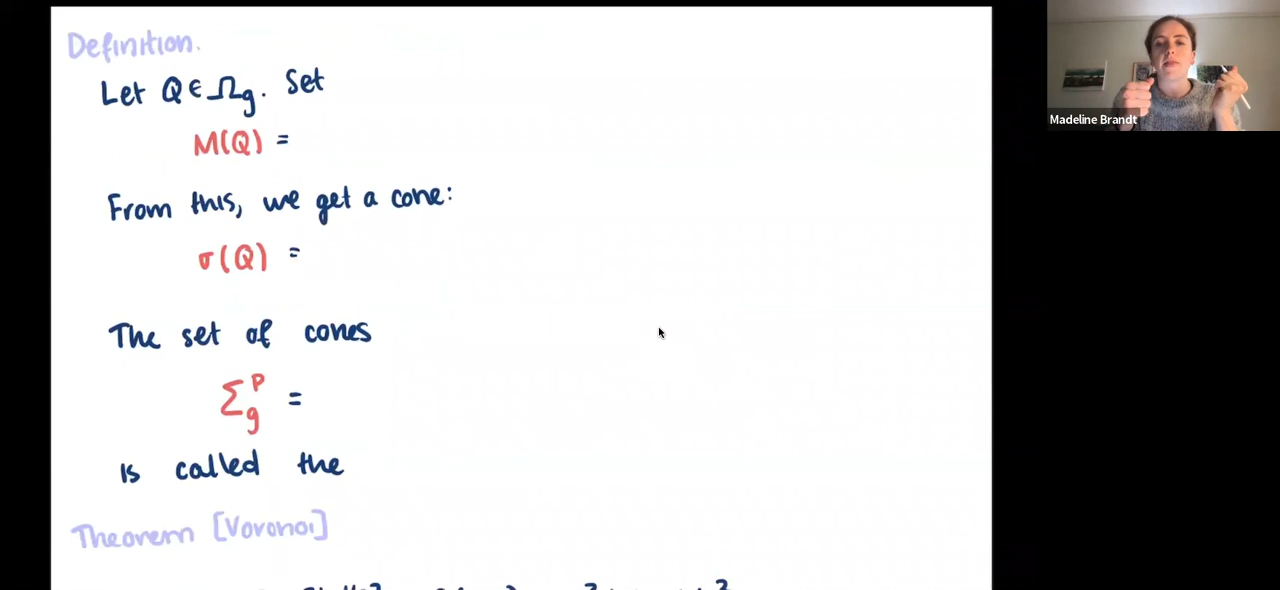 Definition.
Let Q ∈ Ωg. Set
M(Q) =
From this, we get a cone:
σ(Q) =
The set of cones
Σ_g^P =
is called the
Theorem [Voronoi]
Madeline Brandt